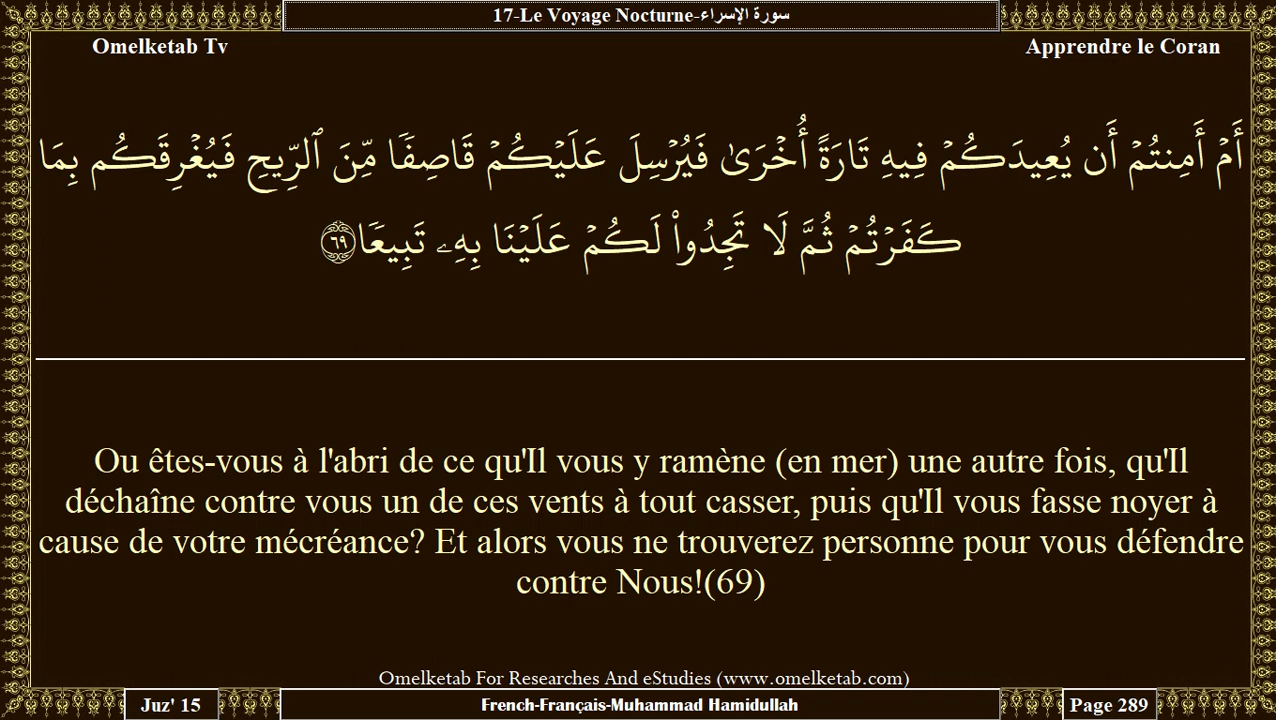 17-Le Voyage Nocturne-سورة الإسراء
Omelketab Tv
Apprendre le Coran
أَمۡ أَمِنتُمۡ أَن يُعِيدَكُمۡ فِيهِ تَارَةً أُخۡرَىٰ فَيُرۡسِلَ عَلَيۡكُمۡ قَاصِفٗا مِّنَ ٱلرِّيحِ فَيُغۡرِقَكُم بِمَا
كَفَرۡتُمۡ ثُمَّ لَا تَجِدُواْ لَكُمۡ عَلَيۡنَا بِهِۦ تَبِيعٗا ٦٩
Ou êtes-vous à l'abri de ce qu'Il vous y ramène (en mer) une autre fois, qu'Il
déchaîne contre vous un de ces vents à tout casser, puis qu'Il vous fasse noyer à
cause de votre mécréance? Et alors vous ne trouverez personne pour vous défendre
contre Nous!(69)
Omelketab For Researches And eStudies (www.omelketab.com)
Juz' 15
French-Français-Muhammad Hamidullah
Page 289